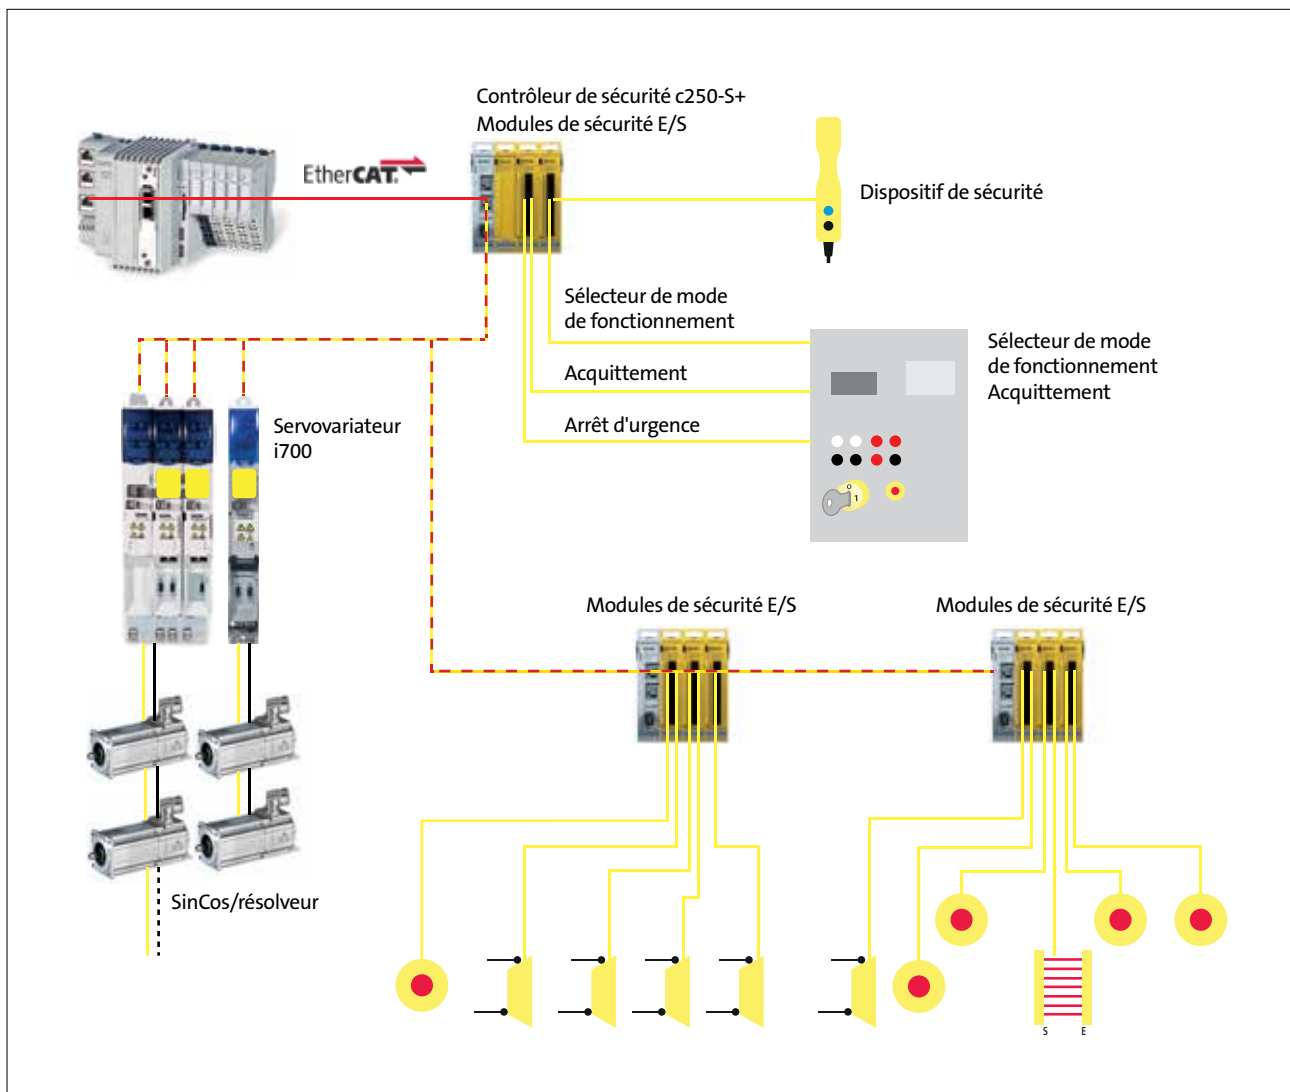 Contrôleur de sécurité c250-S+
Modules de sécurité E/S
EtherCAT
Dispositif de sécurité
Sélecteur de mode
de fonctionnement
Sélecteur de mode
de fonctionnement
Acquittement
Acquittement
Arrêt d'urgence
Servovariateur
i700
O
1
Modules de sécurité E/S
Modules de sécurité E/S
SinCos/résolveur
S E